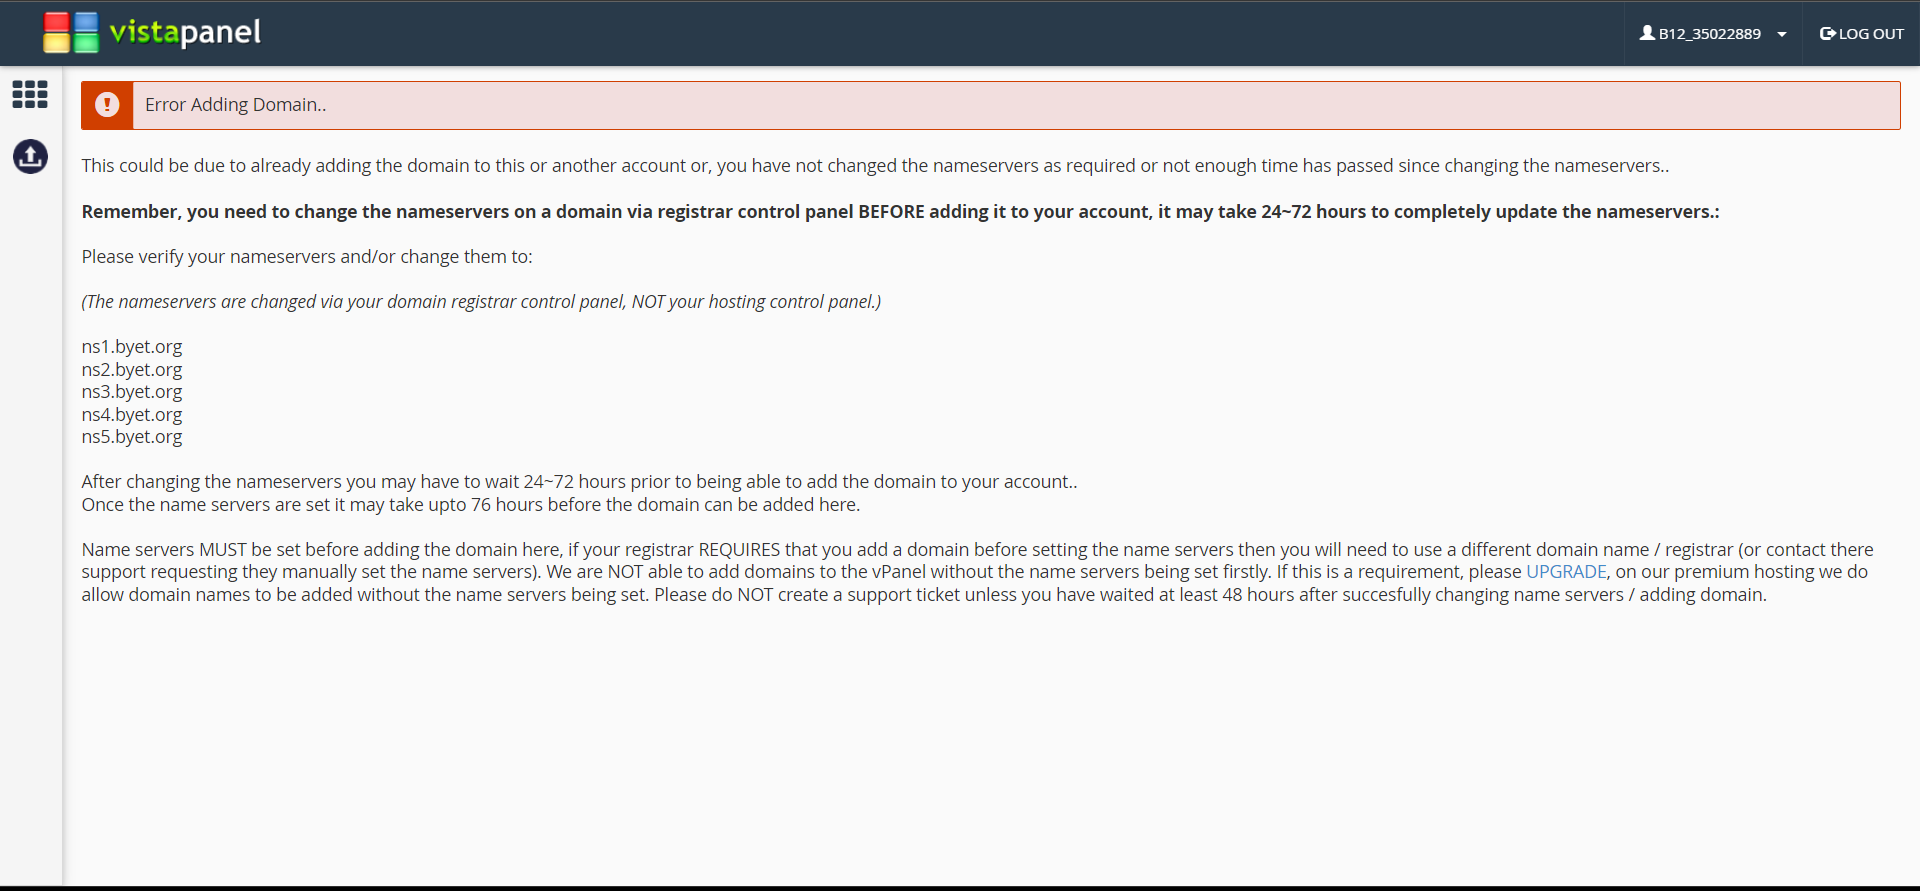 vistapanel
B12_35022889
LOG OUT
Error Adding Domain..
This could be due to already adding the domain to this or another account or, you have not changed the nameservers as required or not enough time has passed since changing the nameservers..
Remember, you need to change the nameservers on a domain via registrar control panel BEFORE adding it to your account, it may take 24~72 hours to completely update the nameservers.:
Please verify your nameservers and/or change them to:
(The nameservers are changed via your domain registrar control panel, NOT your hosting control panel.)
ns1.byet.org
ns2.byet.org
ns3.byet.org
ns4.byet.org
ns5.byet.org
After changing the nameservers you may have to wait 24~72 hours prior to being able to add the domain to your account..
Once the name servers are set it may take upto 76 hours before the domain can be added here.
Name servers MUST be set before adding the domain here, if your registrar REQUIRES that you add a domain before setting the name servers then you will need to use a different domain name / registrar (or contact there
support requesting they manually set the name servers). We are NOT able to add domains to the vPanel without the name servers being set firstly. If this is a requirement, please UPGRADE, on our premium hosting we do
allow domain names to be added without the name servers being set. Please do NOT create a support ticket unless you have waited at least 48 hours after succesfully changing name servers / adding domain.